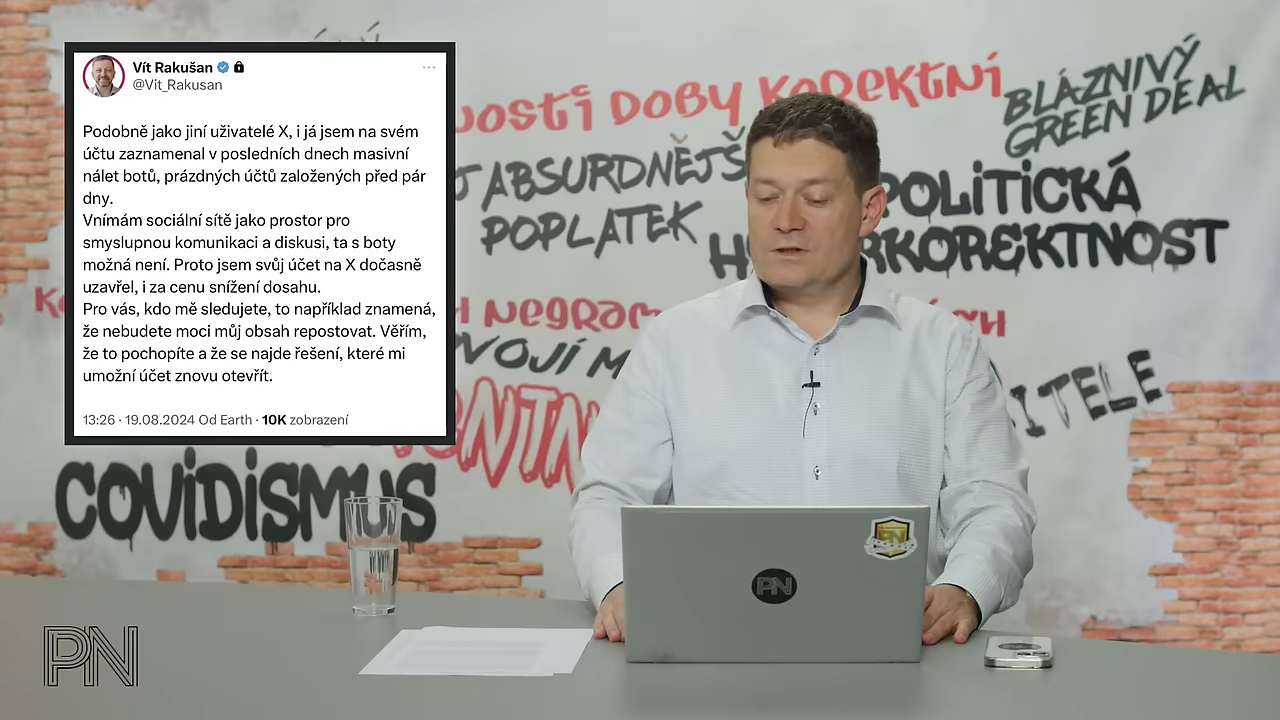 Vít Rakušan
@Vit_Rakusan
Podobně jako jiní uživatelé X, i já jsem na svém
účtu zaznamenal v posledních dnech masivní
nálet botů, prázdných účtů založených před pár
dny.
Vnímám sociální sítě jako prostor pro
smysluplnou komunikaci a diskusi, ta s boty
možná není. Proto jsem svůj účet na X dočasně
uzavřel, i za cenu snížení dosahu.
Pro vás, kdo mě sledujete, to například znamená,
že nebudete moci můj obsah repostovat. Věřím,
že to pochopíte a že se najde řešení, které mi
umožní účet znovu otevřít.
13:26 · 19.08.2024 Od Earth · 10K zobrazení
DOBY KOREKTNÍ
BLÁZNIVÝ
GREEN DEAL
ABSURDNĚJŠ
POPLATEK
POLITICKÁ
COVIDISMUS
PN
PN